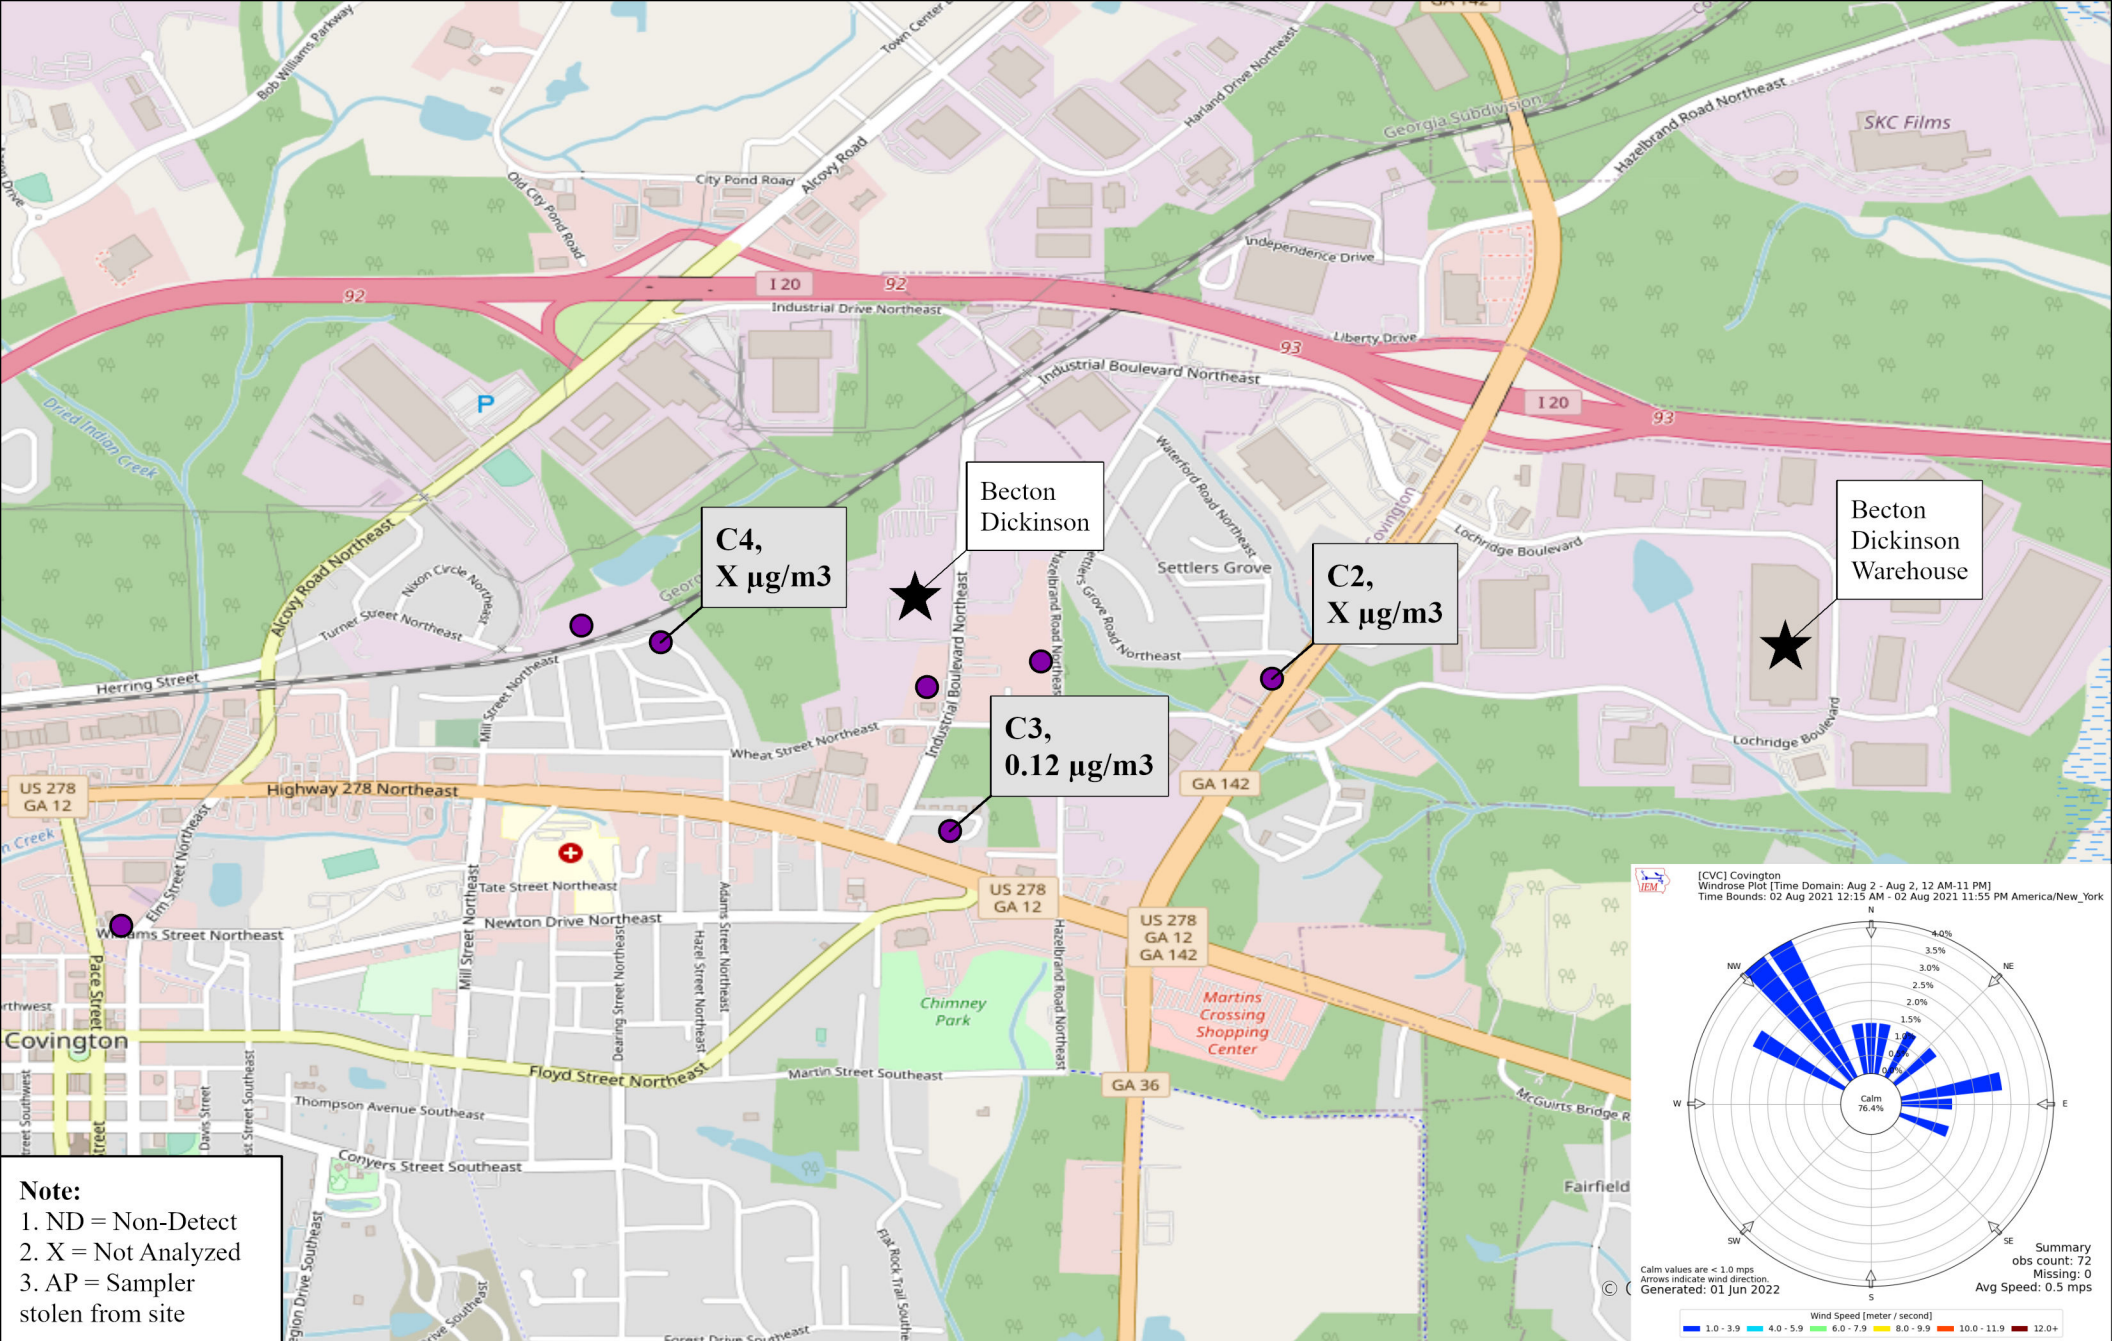 GA 142
Bob Williams Parkway
Town Center
Harland Drive Northeast
Georgia Subdivision
Hazelbrand Road Northeast
SKC Films
City Pond Road
Alcovy Road
Old City Pond Road
Independence Drive
92
I 20
92
Industrial Drive Northeast
93
Liberty Drive
Industrial Boulevard Northeast
I 20
93
P
Dried Indian Creek
Waterford Road Northeast
Covington
Becton
Dickinson
Becton
Dickinson
Warehouse
Lochridge Boulevard
C4,
X µg/m3
C2,
X µg/m3
Alcovy Road Northeast
Nixon Circle Northeast
Turner Street Northeast
Georg
Settlers Grove
Settlers Grove Road Northeast
Hazelbrand Road Northeast
Industrial Boulevard Northeast
Herring Street
Mill Street Northeast
Wheat Street Northeast
C3,
0.12 µg/m3
Lochridge Boulevard
US 278
GA 12
Highway 278 Northeast
GA 142
n Creek
Elm Street Northeast
Tate Street Northeast
Newton Drive Northeast
Mill Street Northeast
Adams Street Northeast
Hazel Street Northeast
Dearing Street Northeast
US 278
GA 12
US 278
GA 12
GA 142
Williams Street Northeast
Pace Street
rthwest
Covington
Chimney
Park
Hazelbrand Road Northeast
Martins
Crossing
Shopping
Center
Floyd Street Northeast
Martin Street Southeast
GA 36
McGuirts Bridge R
Thompson Avenue Southeast
Davis Street
Conyers Street Southeast
Flat Rock Trail South
Fairfield
Forest Drive Southeast
Note:
1. ND = Non-Detect
2. X = Not Analyzed
3. AP = Sampler
stolen from site
©
IEM
[CVC] Covington
Windrose Plot [Time Domain: Aug 2 - Aug 2, 12 AM-11 PM]
Time Bounds: 02 Aug 2021 12:15 AM - 02 Aug 2021 11:55 PM America/New_York
N
4.0%
3.5%
NW
NE
3.0%
2.5%
2.0%
1.5%
1.0%
Calm
76.4%
W
E
SW
SE
S
Summary
obs count: 72
Missing: 0
Avg Speed: 0.5 mps
Calm values are < 1.0 mps
Arrows indicate wind direction.
Generated: 01 Jun 2022
Wind Speed [meter / second]
1.0 - 3.9 4.0 - 5.9 6.0 - 7.9 8.0 - 9.9 10.0 - 11.9 12.0+